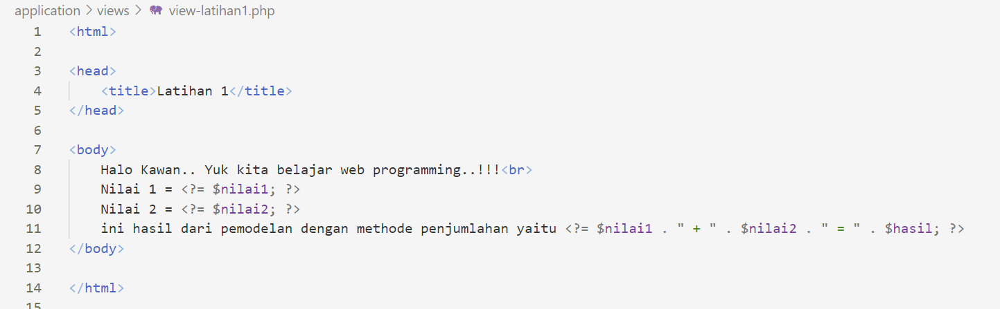 application > views > view-latihan1.php
1 <html>
2
3 <head>
4 <title>Latihan 1</title>
5 </head>
6
7 <body>
8 Halo Kawan.. Yuk kita belajar web programming..!!!<br>
9 Nilai 1 = <?= $nilai1; ?>
10 Nilai 2 = <?= $nilai2; ?>
11 ini hasil dari pemodelan dengan methode penjumlahan yaitu <?= $nilai1 . " + " . $nilai2 . " = " . $hasil; ?>
12 </body>
13
14 </html>
15